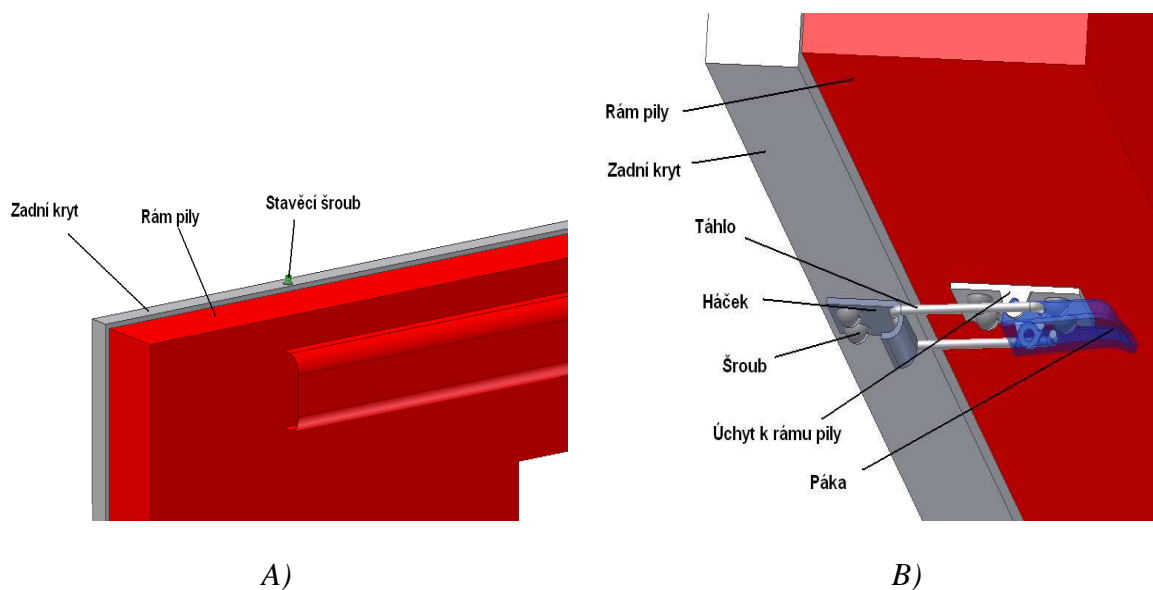 Zadní kryt
Rám pily
Stavěcí šroub
A)
Rám pily
Zadní kryt
Táhlo
Háček
Šroub
Úchyt k rámu pily
Páka
B)